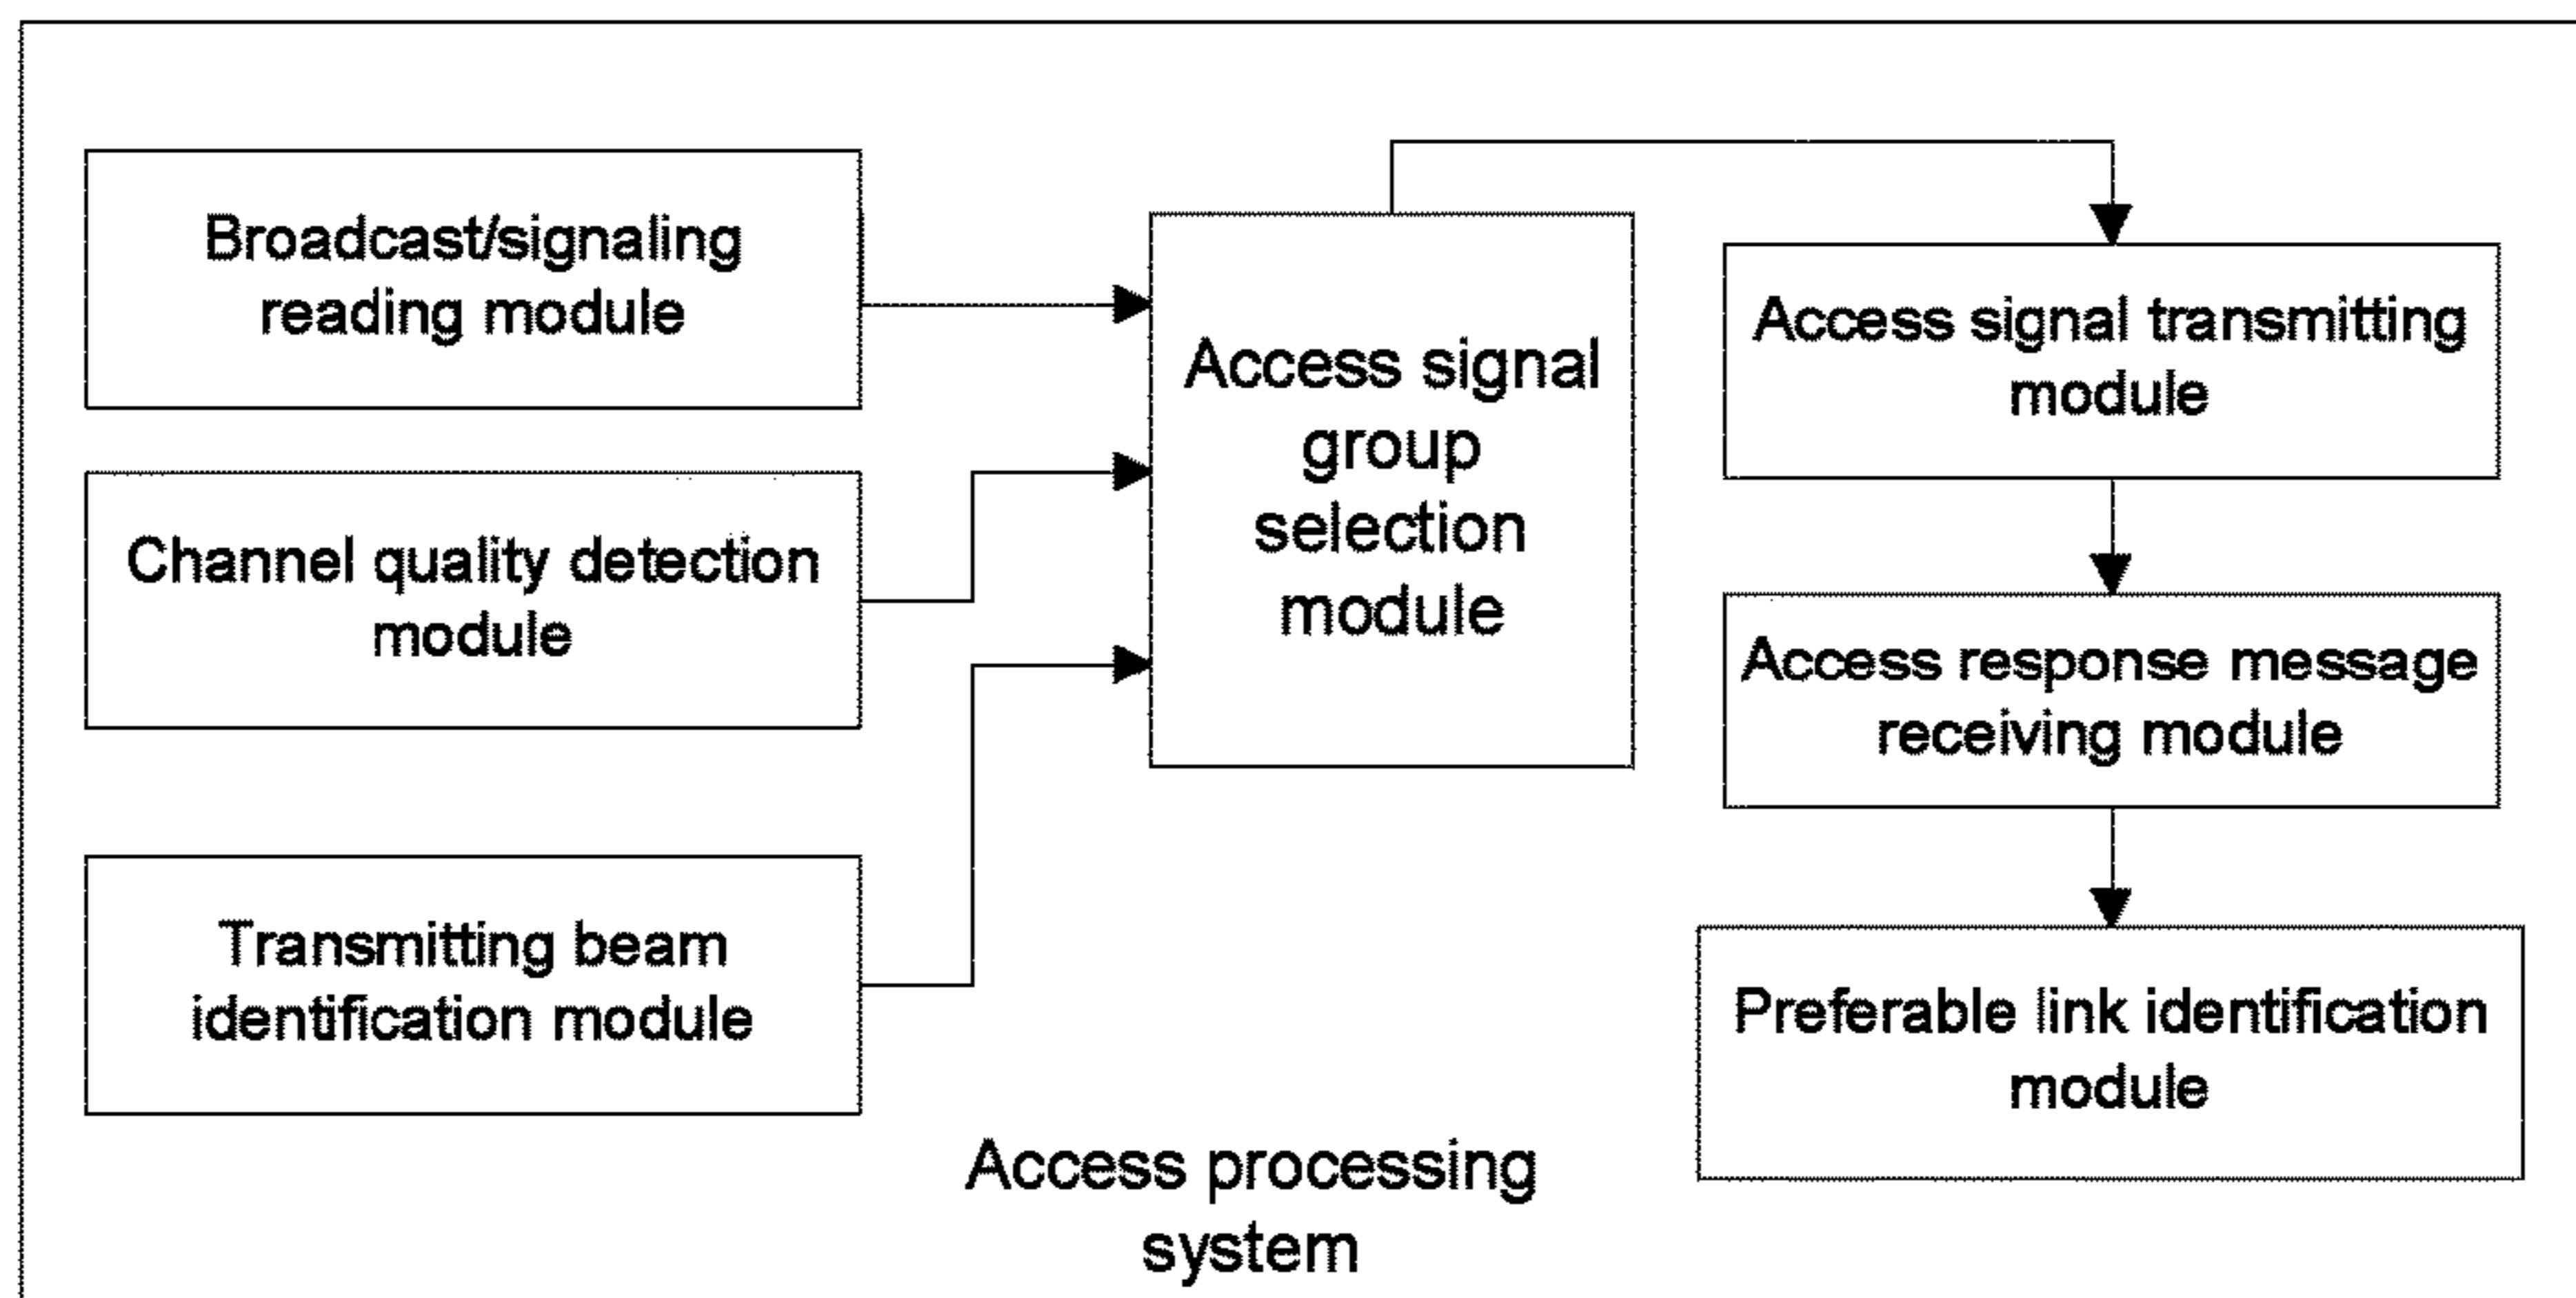 Broadcast/signaling
reading module
Channel quality detection
module
Transmitting beam
identification module
Access signal
group
selection
module
Access signal transmitting
module
Access response message
receiving module
Preferable link identification
module
Access processing
system